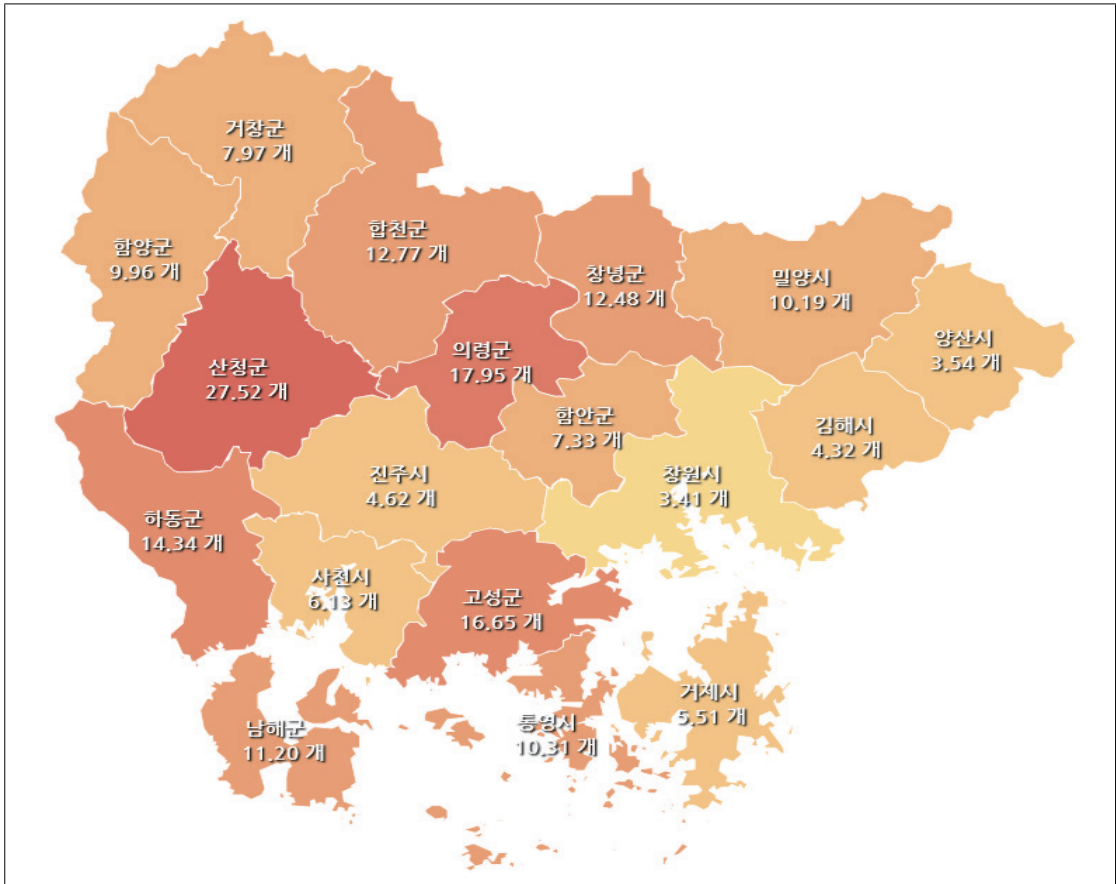 거창군
7.97 개
함양군
9.96 개
합천군
12.77 개
창녕군
12.48 개
밀양시
10.19 개
양산시
3.54 개
산청군
27.52 개
의령군
17.95 개
함안군
7.33 개
김해시
4.32 개
진주시
4.62 개
창원시
3.41 개
하동군
14.34 개
사천시
6.13 개
고성군
16.65 개
거제시
5.51 개
남해군
11.20 개
통영시
10.31 개